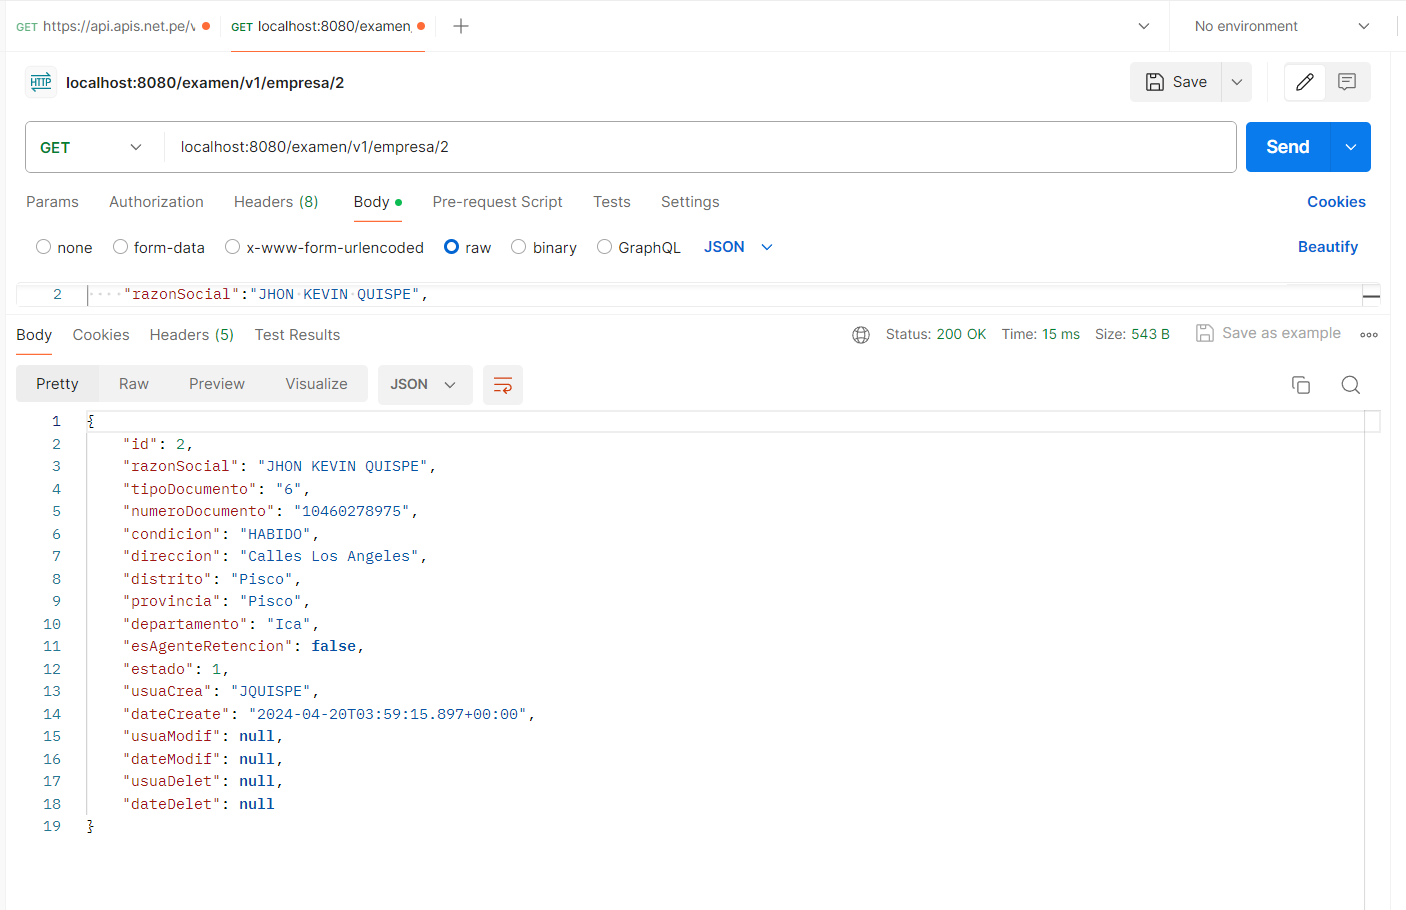 GET https://api.apis.net.pe/v GET localhost:8080/examen, No environment
HTTP localhost:8080/examen/v1/empresa/2 Save
GET localhost:8080/examen/v1/empresa/2 Send
Params Authorization Headers (8) Body Pre-request Script Tests Settings Cookies
none form-data x-www-form-urlencoded raw binary GraphQL JSON Beautify
2 ····"razonSocial":"JHON·KEVIN·QUISPE",
Body Cookies Headers (5) Test Results Status: 200 OK Time: 15 ms Size: 543 B Save as example
Pretty Raw Preview Visualize JSON
1 {
2 "id": 2,
3 "razonSocial": "JHON KEVIN QUISPE",
4 "tipoDocumento": "6",
5 "numeroDocumento": "10460278975",
6 "condicion": "HABIDO",
7 "direccion": "Calles Los Angeles",
8 "distrito": "Pisco",
9 "provincia": "Pisco",
10 "departamento": "Ica",
11 "esAgenteRetencion": false,
12 "estado": 1,
13 "usuaCrea": "JQUISPE",
14 "dateCreate": "2024-04-20T03:59:15.897+00:00",
15 "usuaModif": null,
16 "dateModif": null,
17 "usuaDelet": null,
18 "dateDelet": null
19 }